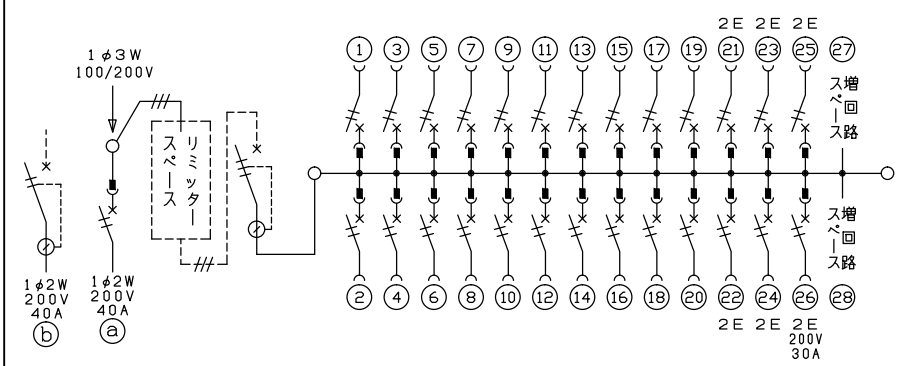 2E 2E 2E
1 3 5 7 9 11 13 15 17 19 21 23 25 27
1φ3W
100/200V
増回路
スペース
リミッター
スペース
増回路
スペース
1φ2W
200V
40A
b
1φ2W
200V
40A
a
2 4 6 8 10 12 14 16 18 20 22 24 26 28
2E 2E 2E
200V
30A